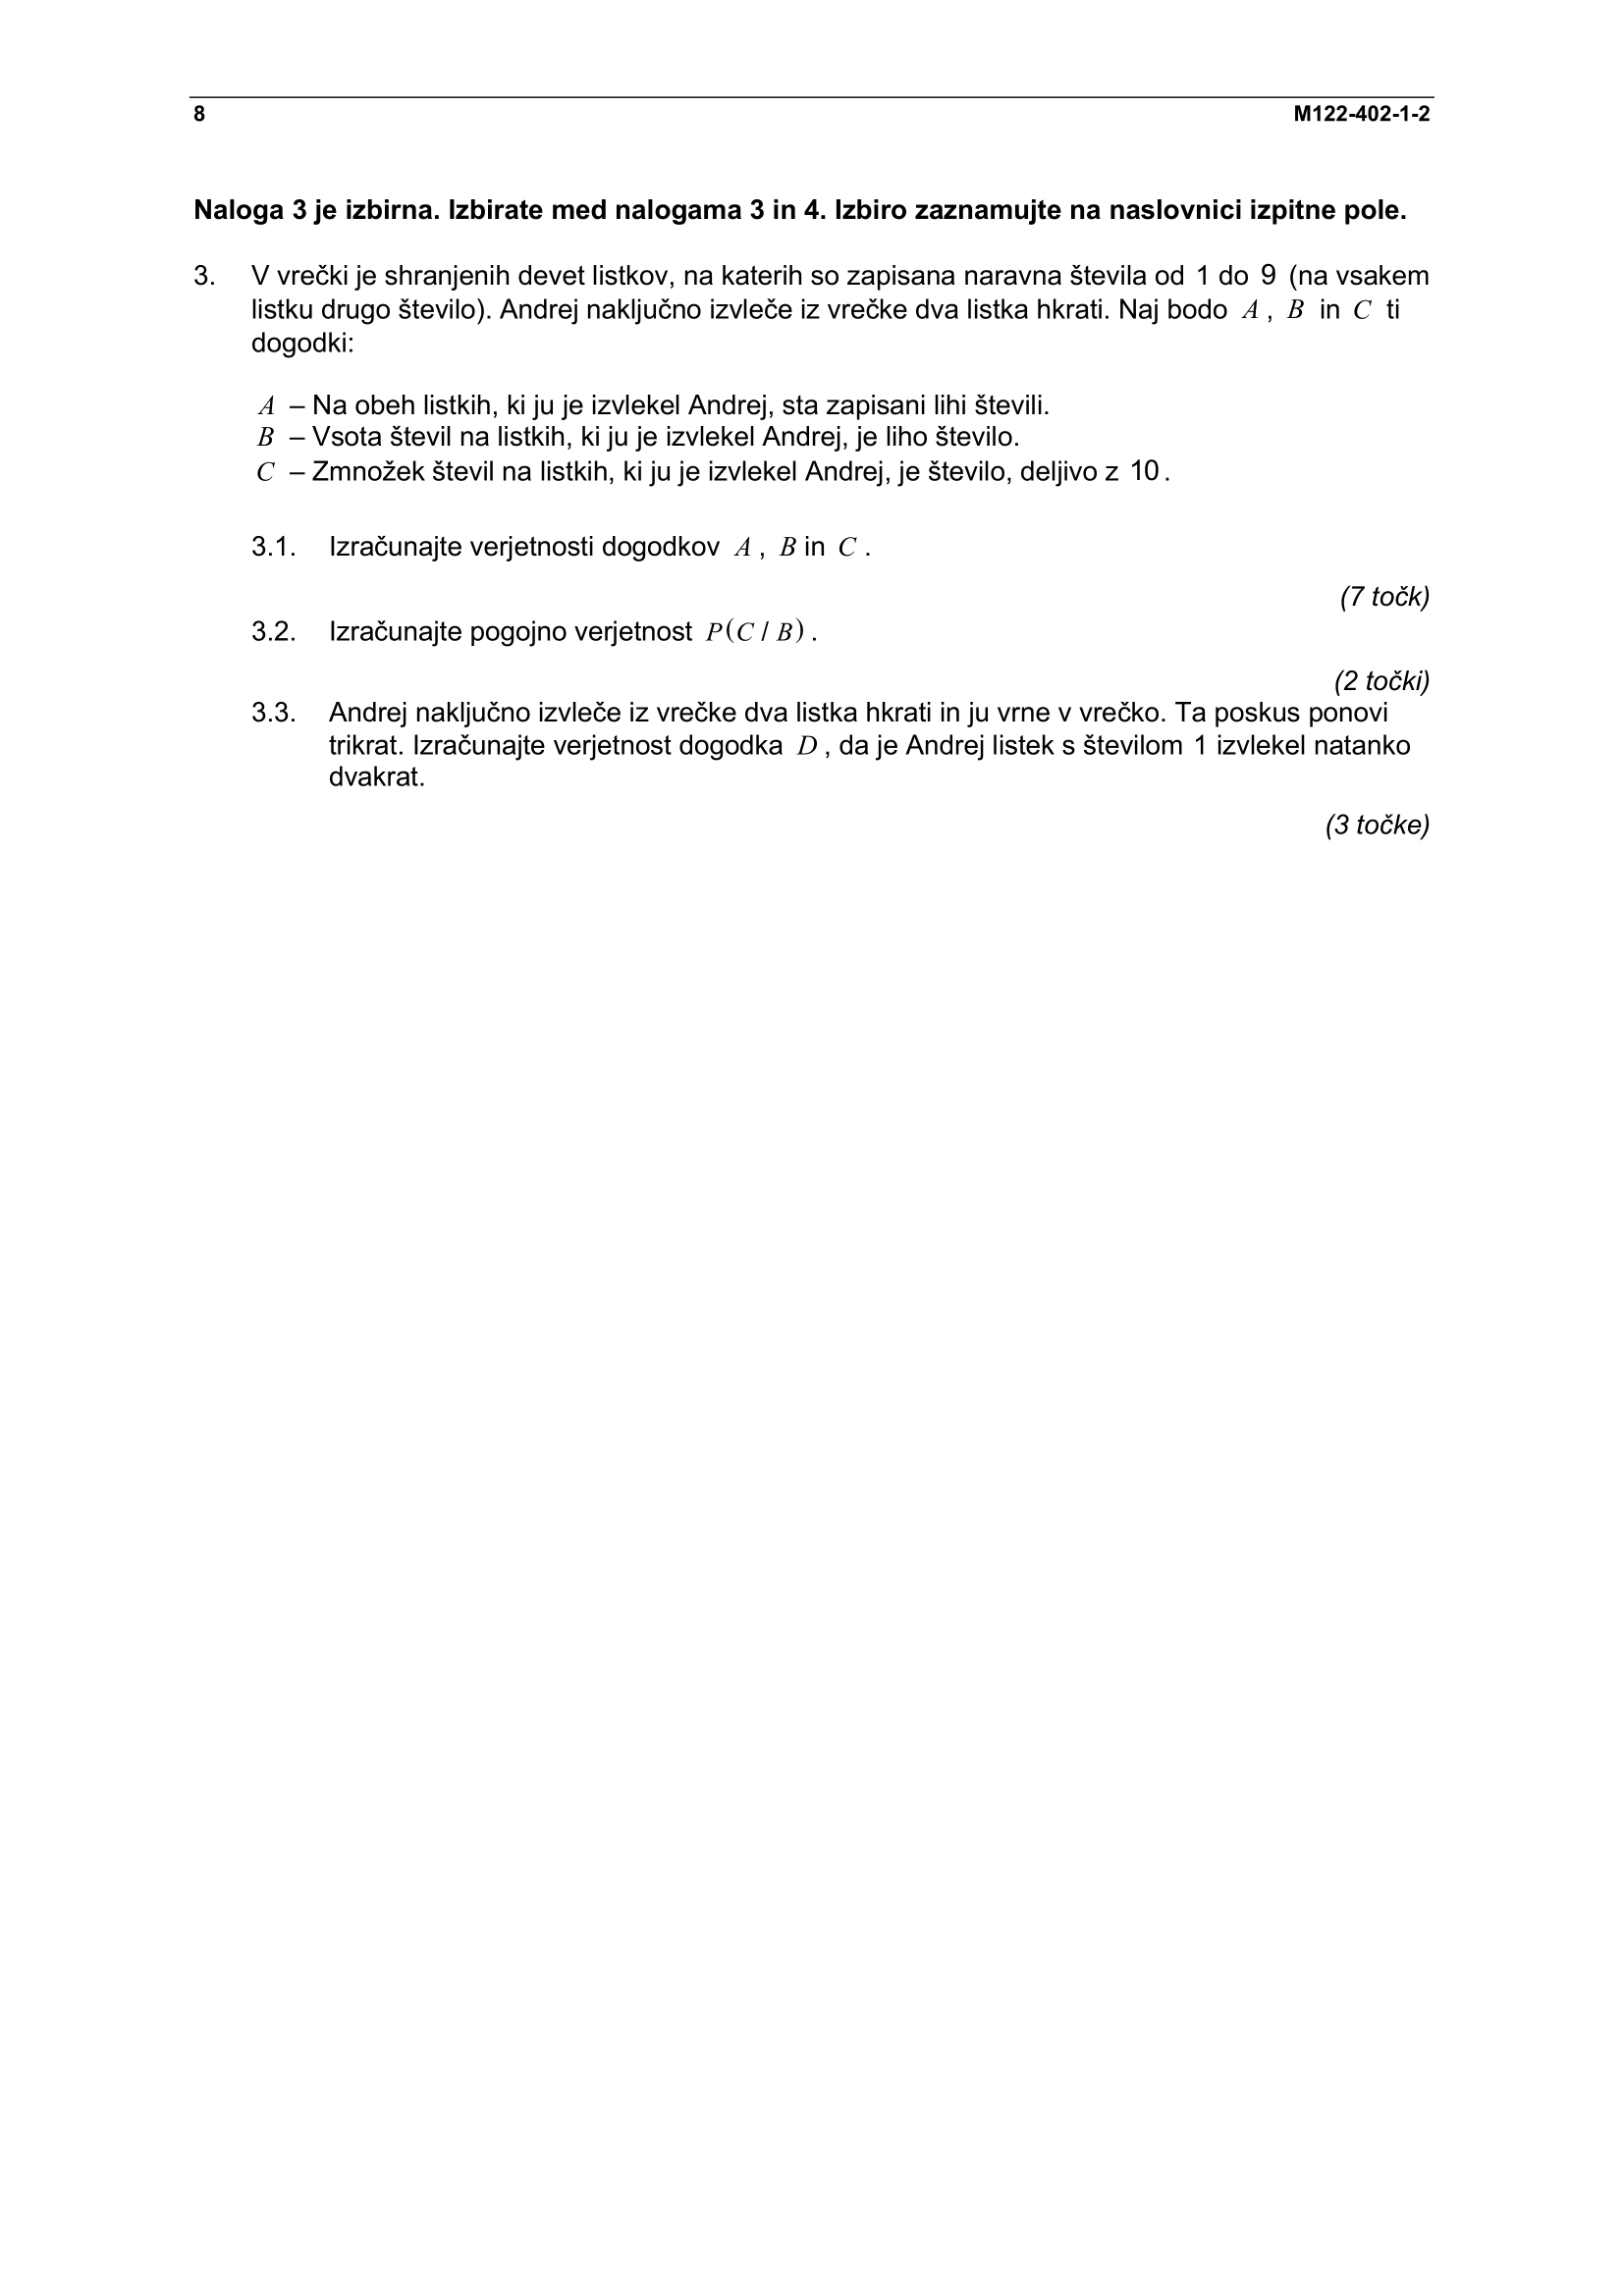 8 M122-402-1-2
Naloga 3 je izbirna. Izbirate med nalogama 3 in 4. Izbiro zaznamujte na naslovnici izpitne pole.
3. V vrečki je shranjenih devet listkov, na katerih so zapisana naravna števila od 1 do 9 (na vsakem
listku drugo število). Andrej naključno izvleče iz vrečke dva listka hkrati. Naj bodo A , B in C ti
dogodki:
A – Na obeh listkih, ki ju je izvlekel Andrej, sta zapisani lihi števili.
B – Vsota števil na listkih, ki ju je izvlekel Andrej, je liho število.
C – Zmnožek števil na listkih, ki ju je izvlekel Andrej, je število, deljivo z 10 .
3.1. Izračunajte verjetnosti dogodkov A , B in C .
(7 točk)
3.2. Izračunajte pogojno verjetnost P(C / B) .
(2 točki)
3.3. Andrej naključno izvleče iz vrečke dva listka hkrati in ju vrne v vrečko. Ta poskus ponovi
trikrat. Izračunajte verjetnost dogodka D , da je Andrej listek s številom 1 izvlekel natanko
dvakrat.
(3 točke)